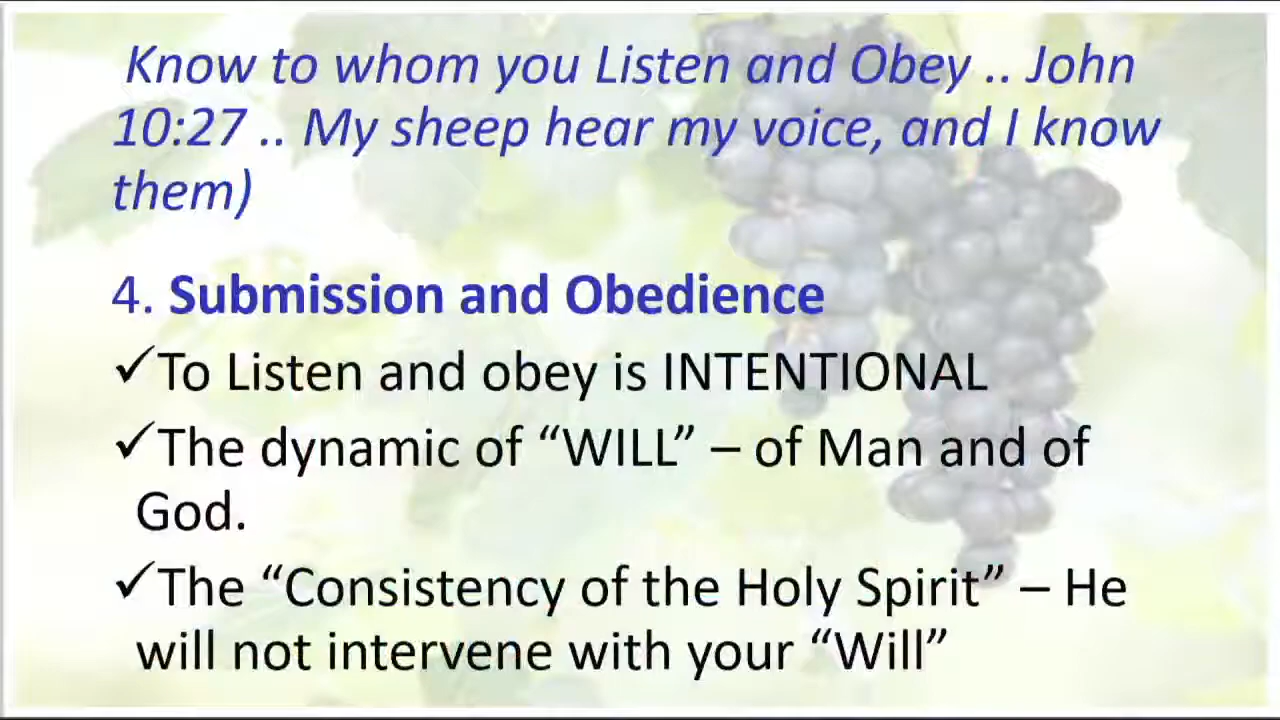 Know to whom you Listen and Obey .. John
10:27 .. My sheep hear my voice, and I know
them)
4. Submission and Obedience
✓To Listen and obey is INTENTIONAL
✓The dynamic of “WILL” – of Man and of
God.
✓The “Consistency of the Holy Spirit” – He
will not intervene with your “Will”